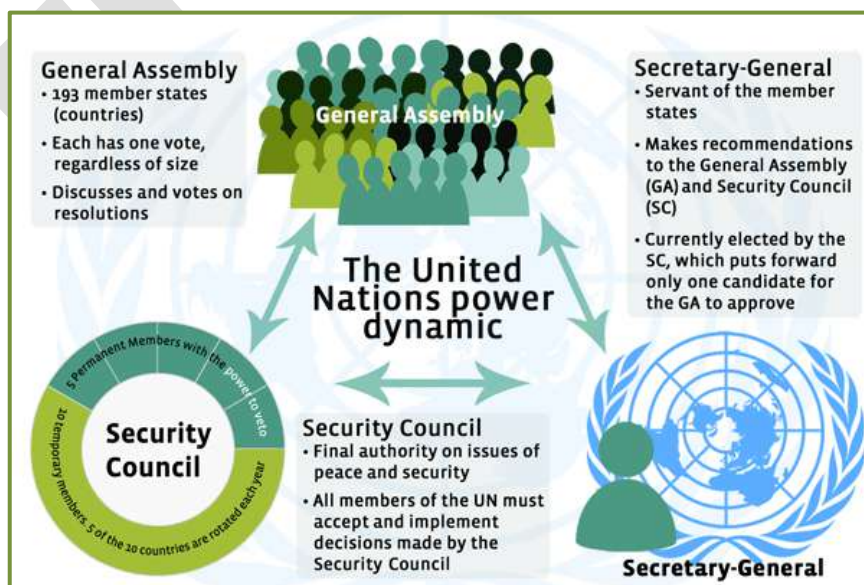 General Assembly
• 193 member states
(countries)
• Each has one vote,
regardless of size
• Discusses and votes on
resolutions
General Assembly
Secretary-General
• Servant of the member
states
• Makes recommendations
to the General Assembly
(GA) and Security Council
(SC)
• Currently elected by the
SC, which puts forward
only one candidate for
the GA to approve
The United
Nations power
dynamic
5 Permanent Members with the power to veto
Security
Council
10 temporary members. 5 of the 10 countries are rotated each year
Security Council
• Final authority on issues of
peace and security
• All members of the UN must
accept and implement
decisions made by the
Security Council
Secretary-General